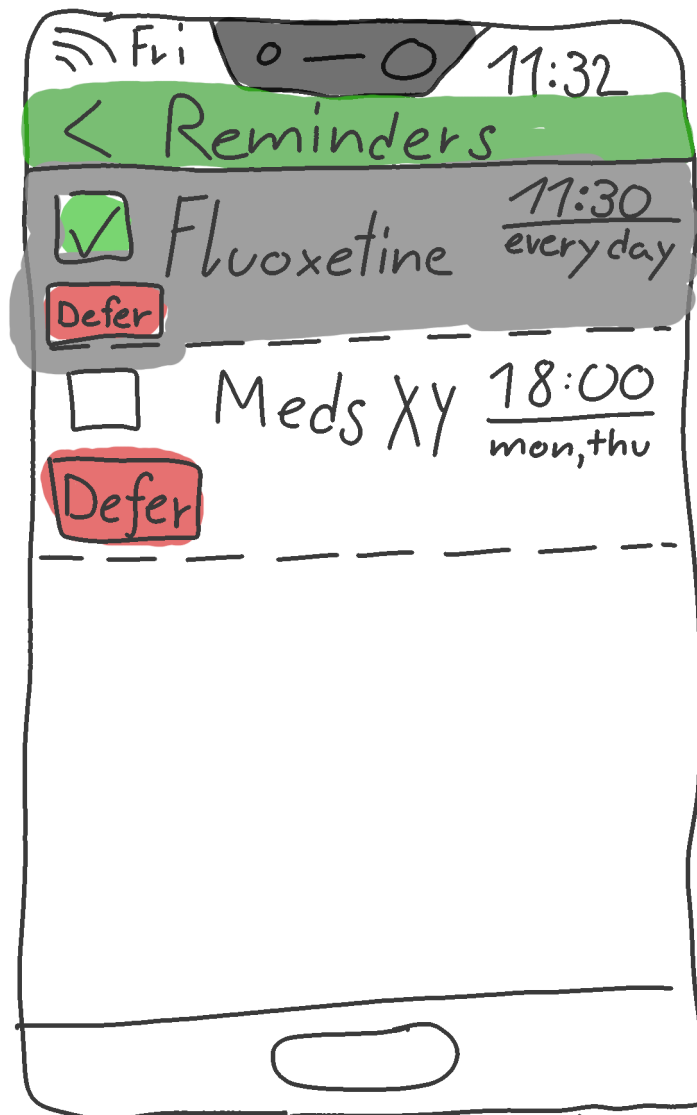 Fri 11:32
< Reminders
Fluoxetine 11:30
every day
Defer
Meds XY 18:00
mon, thu
Defer